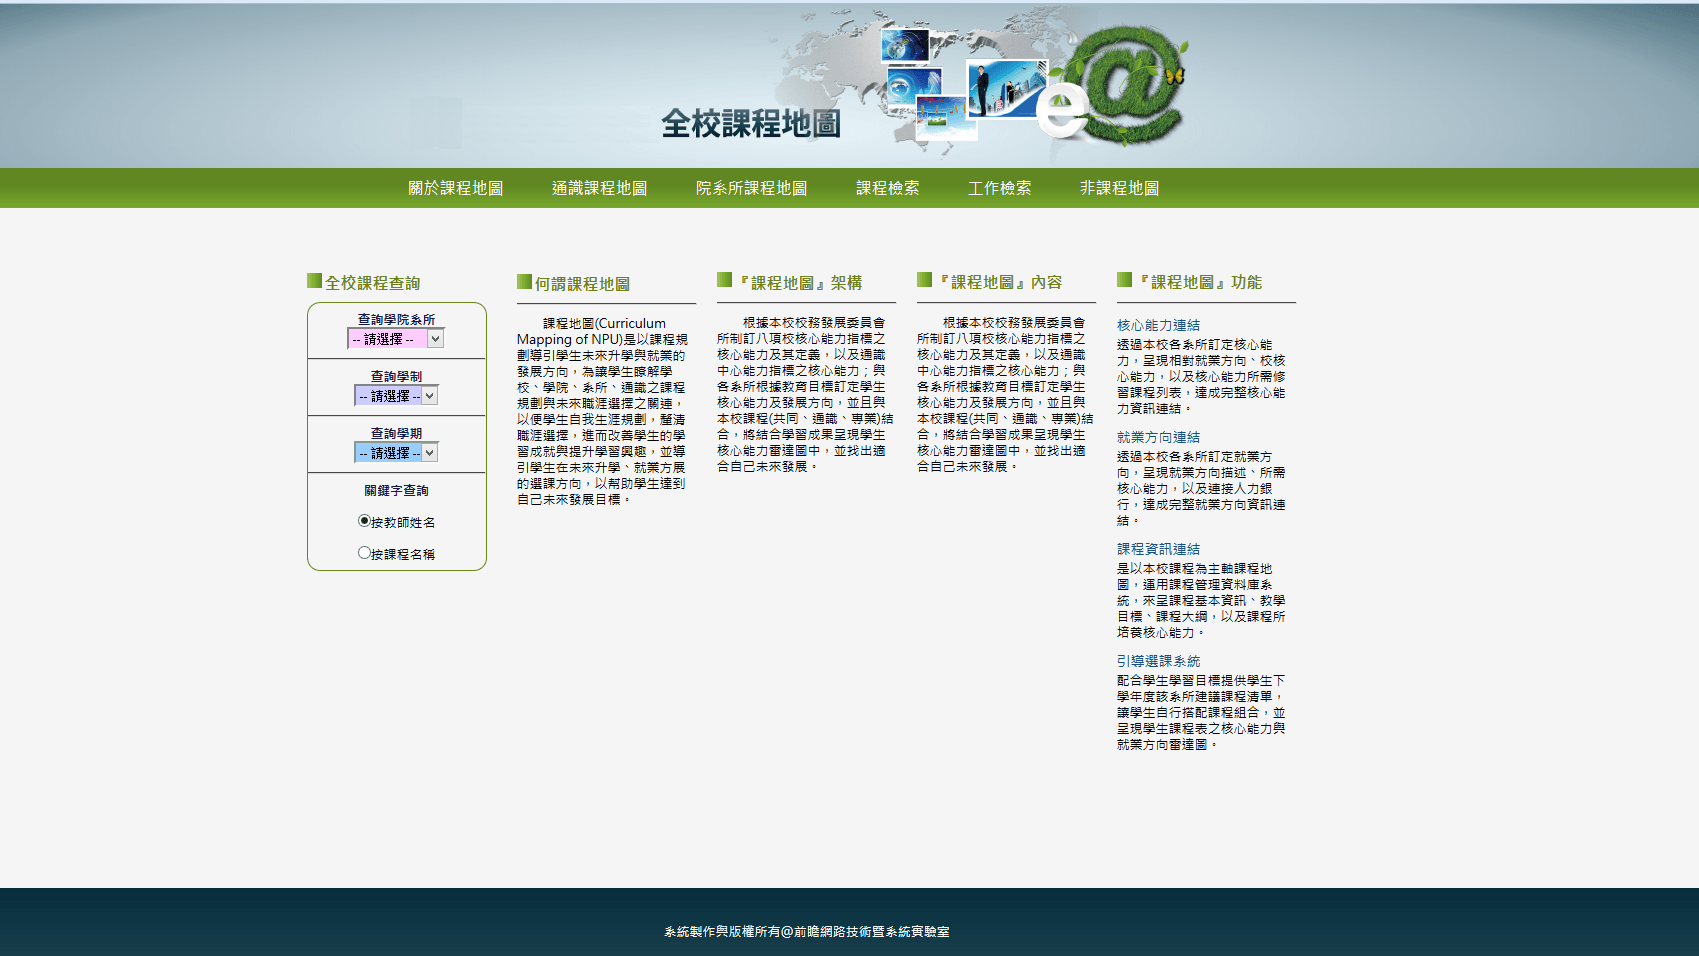 全校課程地圖
關於課程地圖 通識課程地圖 院系所課程地圖 課程檢索 工作檢索 非課程地圖
全校課程查詢
查詢學院系所
-- 請選擇 --
查詢學制
-- 請選擇 --
查詢學期
-- 請選擇 --
關鍵字查詢
按教師姓名
按課程名稱
何謂課程地圖
課程地圖(Curriculum
Mapping of NPU)是以課程規
劃導引學生未來升學與就業的
發展方向，為讓學生瞭解學
校、學院、系所、通識之課程
規劃與未來職涯選擇之關連，
以便學生自我生涯規劃，釐清
職涯選擇，進而改善學生的學
習成就與提升學習興趣，並導
引學生在未來升學、就業方展
的選課方向，以幫助學生達到
自己未來發展目標。
『課程地圖』架構
根據本校校務發展委員會
所制訂八項校核心能力指標之
核心能力及其定義，以及通識
中心能力指標之核心能力；與
各系所根據教育目標訂定學生
核心能力及發展方向，並且與
本校課程(共同、通識、專業)結
合，將結合學習成果呈現學生
核心能力雷達圖中，並找出適
合自己未來發展。
『課程地圖』內容
根據本校校務發展委員會
所制訂八項校核心能力指標之
核心能力及其定義，以及通識
中心能力指標之核心能力；與
各系所根據教育目標訂定學生
核心能力及發展方向，並且與
本校課程(共同、通識、專業)結
合，將結合學習成果呈現學生
核心能力雷達圖中，並找出適
合自己未來發展。
『課程地圖』功能
核心能力連結
透過本校各系所訂定核心能
力，呈現相對就業方向、校核
心能力，以及核心能力所需修
習課程列表，達成完整核心能
力資訊連結。
就業方向連結
透過本校各系所訂定就業方
向，呈現就業方向描述、所需
核心能力，以及連接人力銀
行，達成完整就業方向資訊連
結。
課程資訊連結
是以本校課程為主軸課程地
圖，運用課程管理資料庫系
統，來呈課程基本資訊、教學
目標、課程大綱，以及課程所
培養核心能力。
引導選課系統
配合學生學習目標提供學生下
學年度該系所建議課程清單，
讓學生自行搭配課程組合，並
呈現學生課程表之核心能力與
就業方向雷達圖。
系統製作與版權所有@前瞻網路技術暨系統實驗室